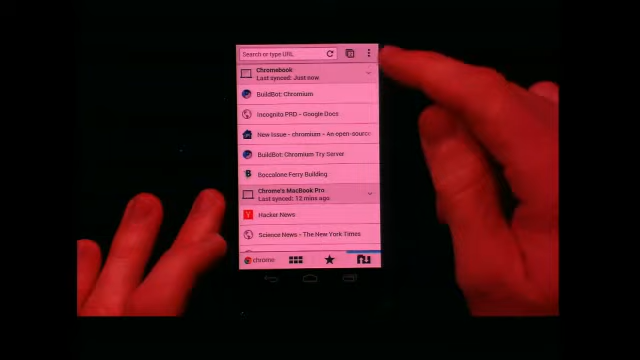 Search or type URL
Chromebook
Last synced: Just now
BuildBot: Chromium
Incognito PRD - Google Docs
New Issue - chromium - An open-source
BuildBot: Chromium Try Server
B
Boccalone Ferry Building
Chrome's MacBook Pro
Last synced: 12 mins ago
Y
Hacker News
Science News - The New York Times
chrome